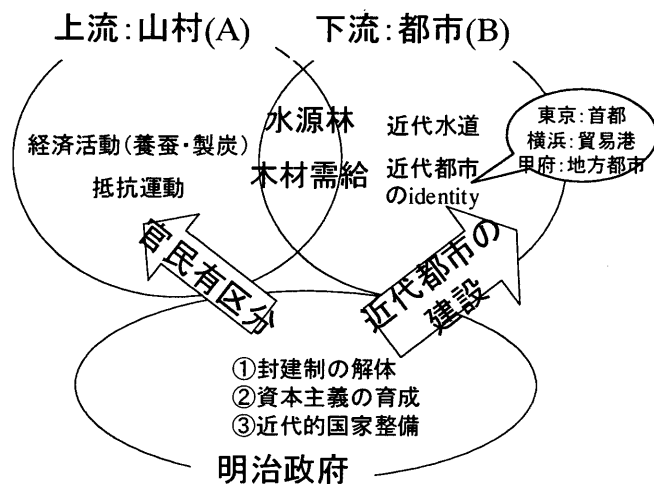 上流:山村(A)
下流:都市(B)
経済活動(養蚕・製炭)
抵抗運動
水源林
木材需給
近代水道
近代都市
のidentity
東京:首都
横浜:貿易港
甲府:地方都市
官民有区分
近代都市の
建設
①封建制の解体
②資本主義の育成
③近代的国家整備
明治政府